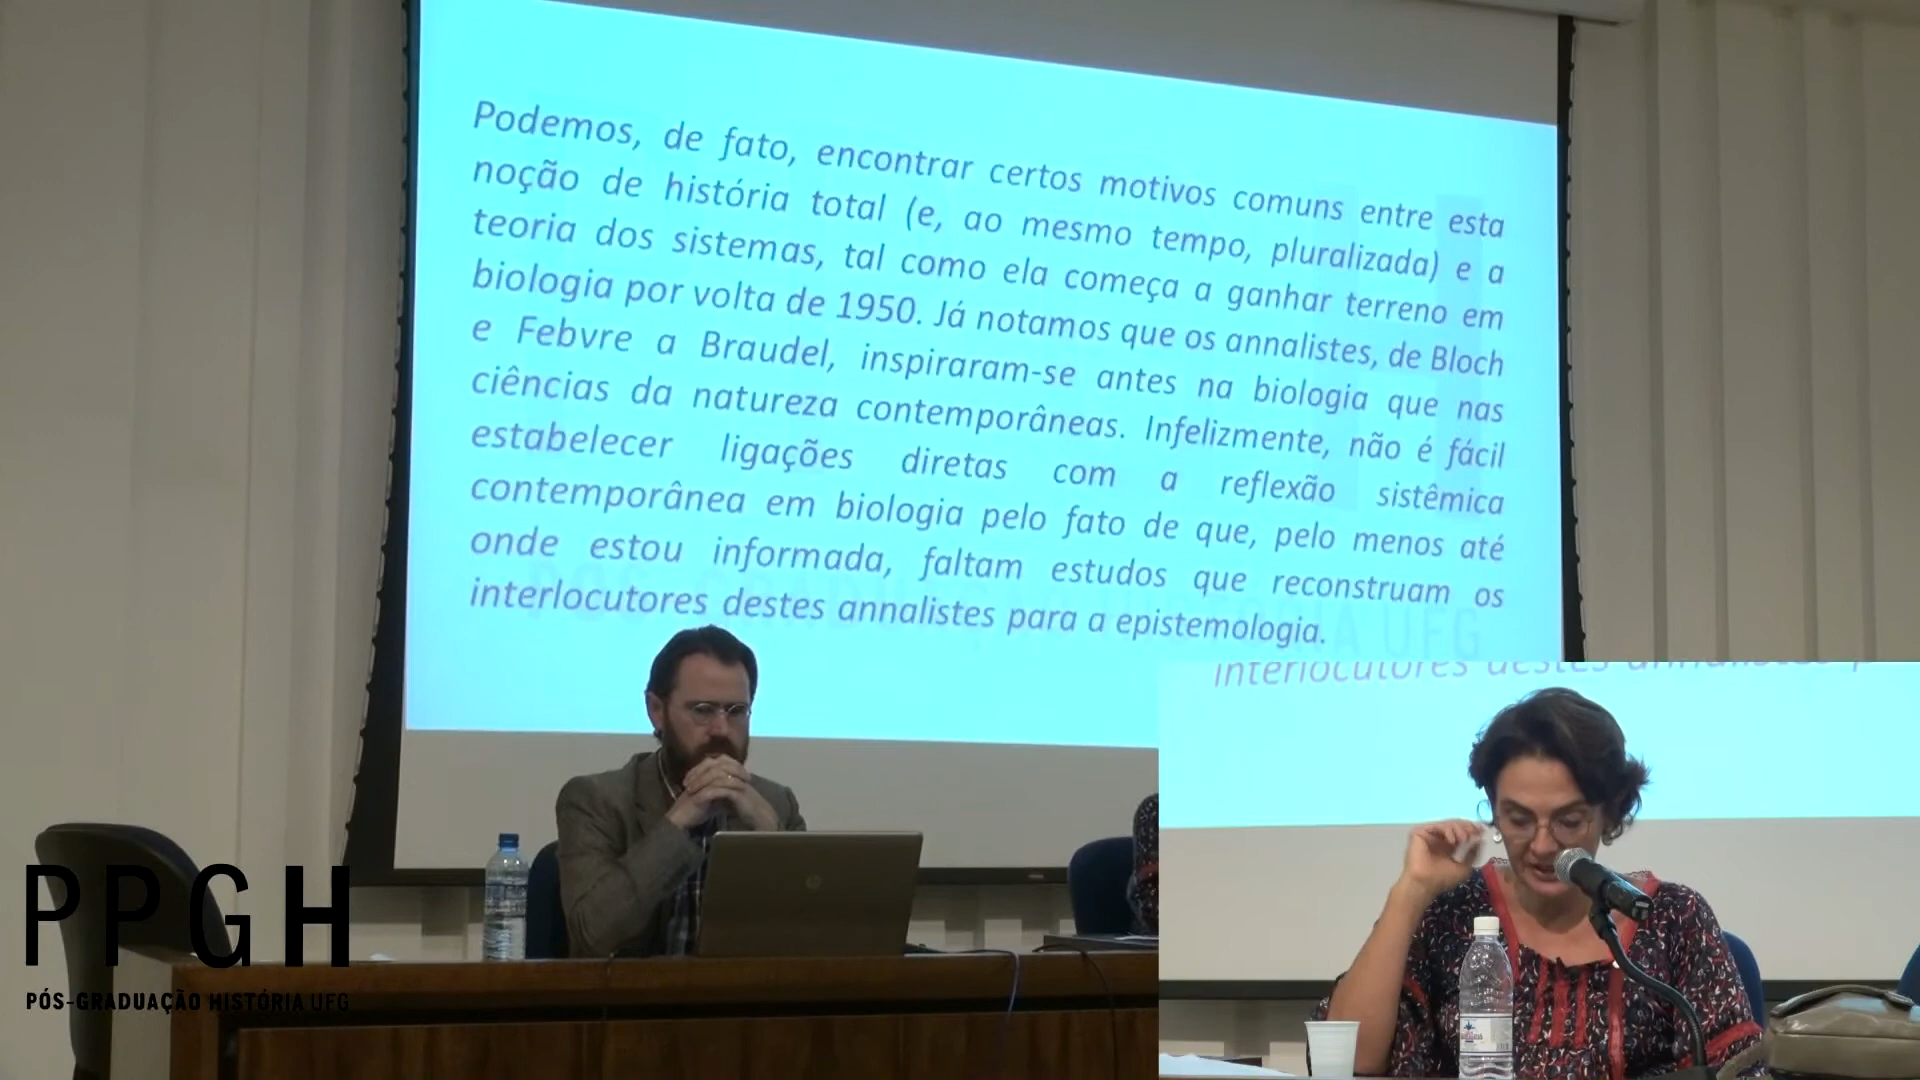 Podemos, de fato, encontrar certos motivos comuns entre esta
noção de história total (e, ao mesmo tempo, pluralizada) e a
teoria dos sistemas, tal como ela começa a ganhar terreno em
biologia por volta de 1950. Já notamos que os annalistes, de Bloch
e Febvre a Braudel, inspiraram-se antes na biologia que nas
ciências da natureza contemporâneas. Infelizmente, não é fácil
estabelecer ligações diretas com a reflexão sistêmica
contemporânea em biologia pelo fato de que, pelo menos até
onde estou informada, faltam estudos que reconstruam os
interlocutores destes annalistes para a epistemologia.
interlocutores destes annalistes p
PPGH
PÓS-GRADUAÇÃO HISTÓRIA UFG